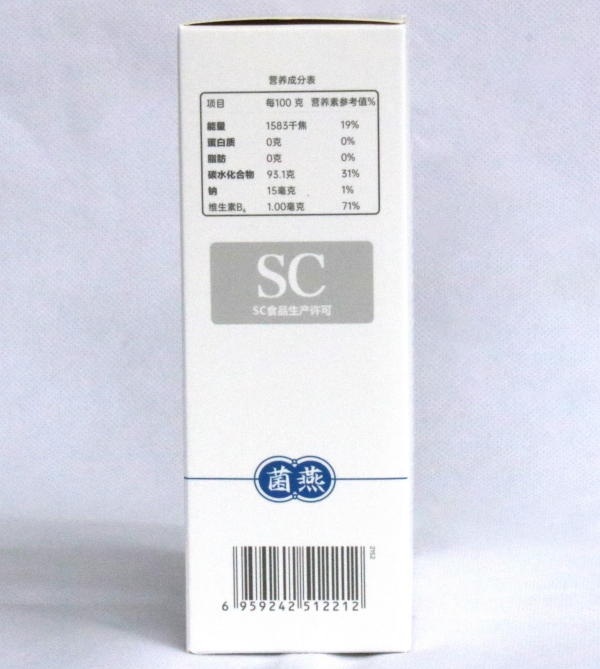 营养成分表
项目 每100 克 营养素参考值%
能量 1583千焦 19%
蛋白质 0克 0%
脂肪 0克 0%
碳水化合物 93.1克 31%
钠 15毫克 1%
维生素B₆ 1.00毫克 71%
SC
SC食品生产许可
菌燕
2152
6 959242 512212